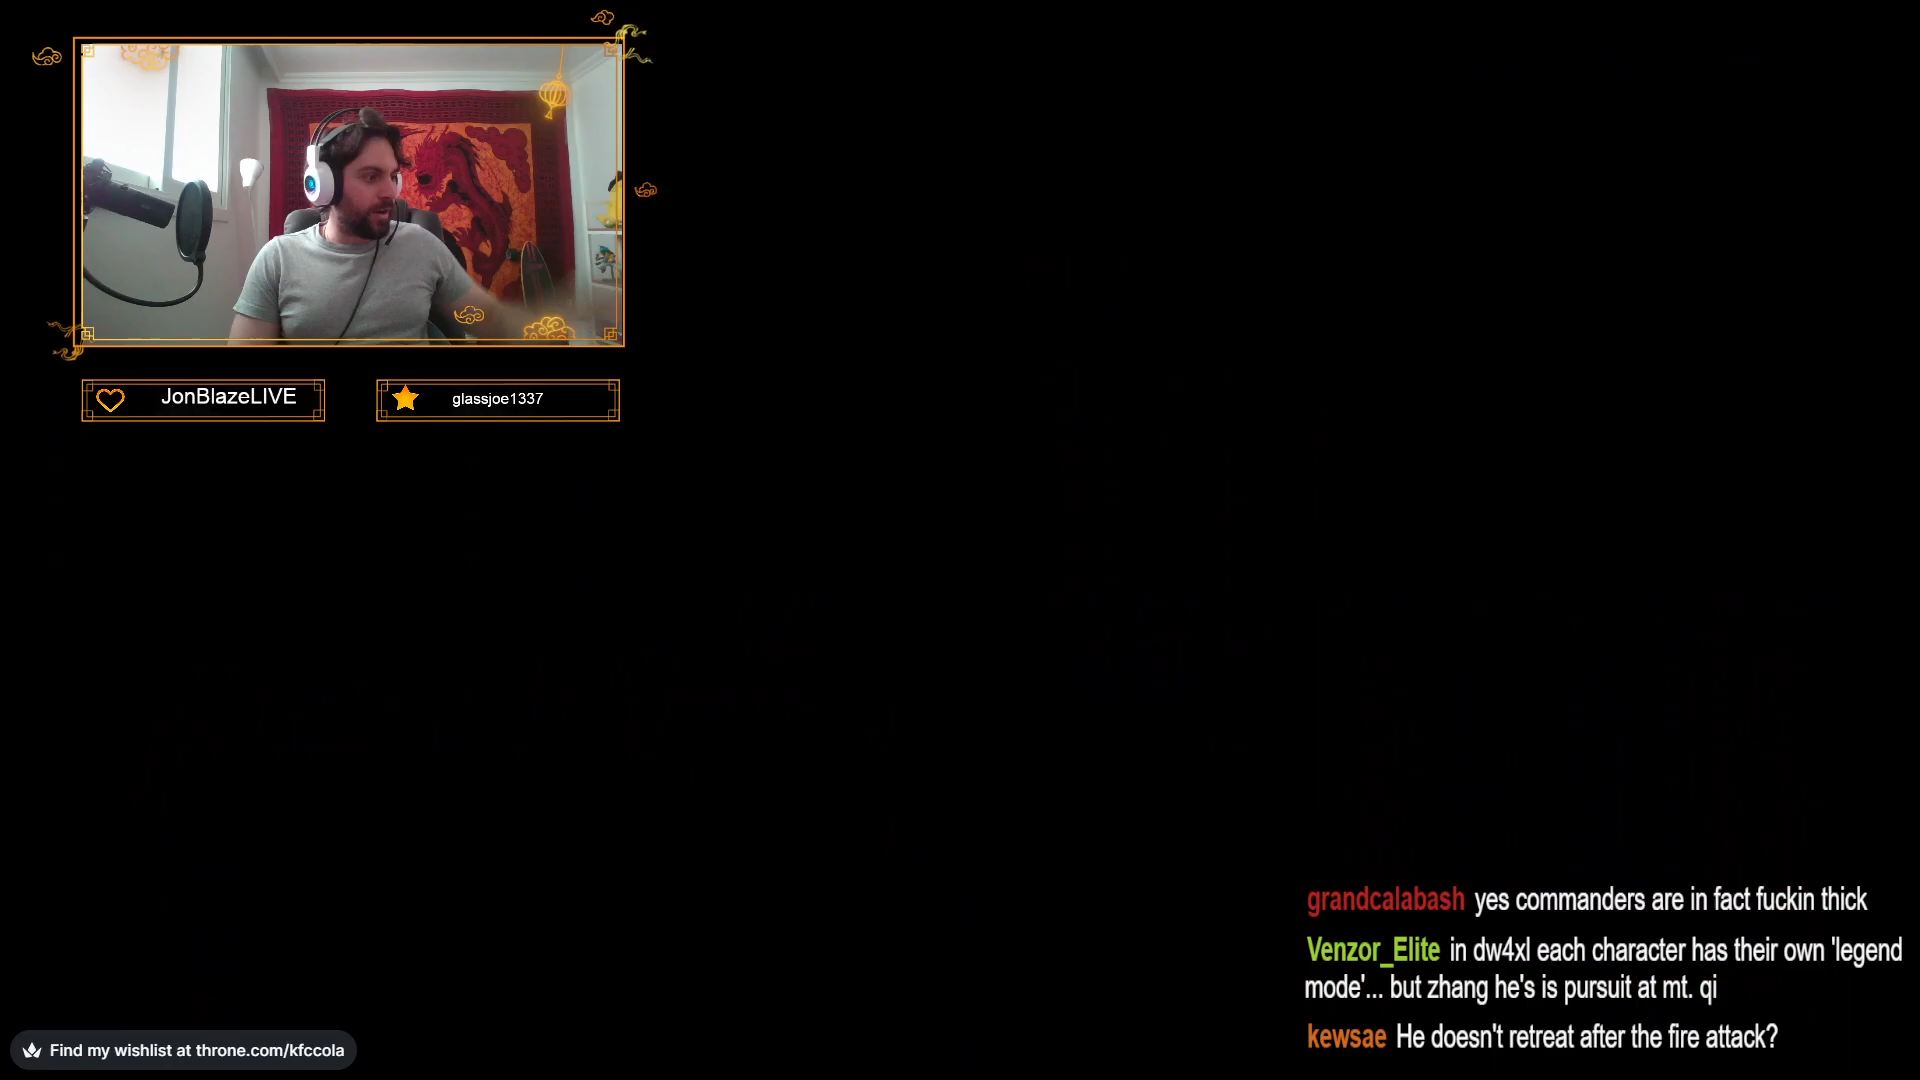 JonBlazeLIVE
glassjoe1337
grandcalabash yes commanders are in fact fuckin thick
Venzor_Elite in dw4xl each character has their own 'legend
mode'... but zhang he's is pursuit at mt. qi
kewsae He doesn't retreat after the fire attack?
Find my wishlist at throne.com/kfccola